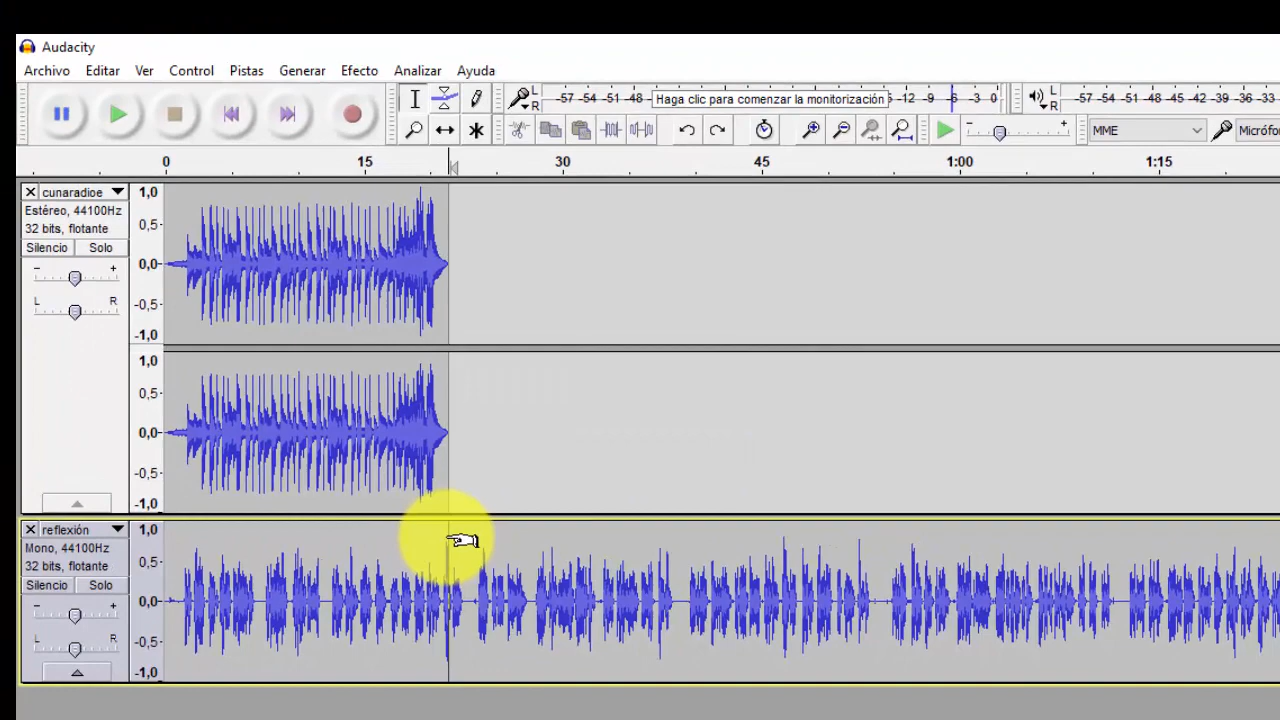 Audacity
Archivo Editar Ver Control Pistas Generar Efecto Analizar Ayuda
L
R
-57 -54 -51 -48 Haga clic para comenzar la monitorización -12 -9 -6 -3 0
L
R
-57 -54 -51 -48 -45 -42 -39 -36 -33
- + MME Micrófo
0 15 30 45 1:00 1:15
cunaradioe
Estéreo, 44100Hz
32 bits, flotante
Silencio Solo
- +
L R
1,0
0,5
0,0
-0,5
-1,0
1,0
0,5
0,0
-0,5
-1,0
reflexión
Mono, 44100Hz
32 bits, flotante
Silencio Solo
- +
L R
1,0
0,5
0,0
-0,5
-1,0